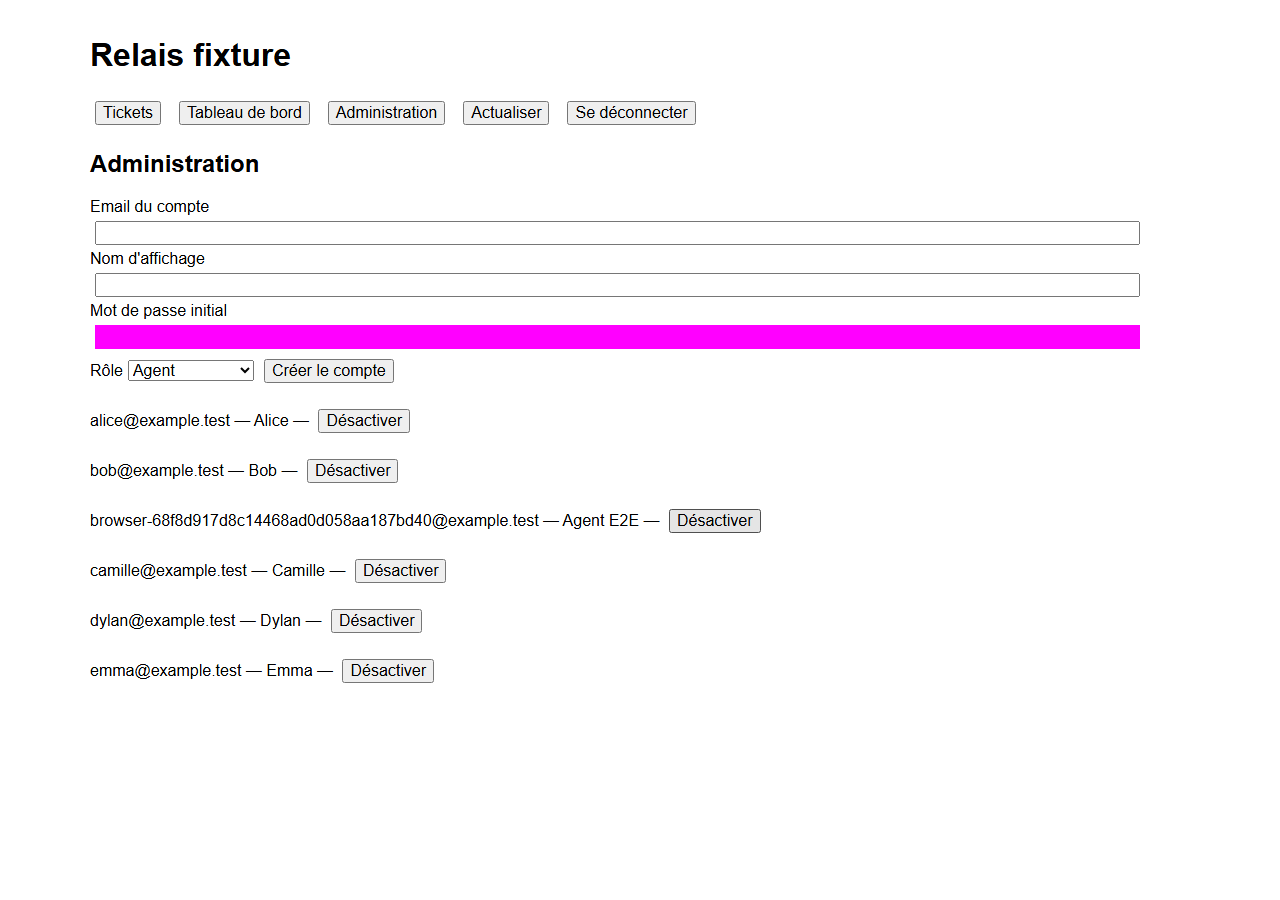 Relais fixture
Tickets Tableau de bord Administration Actualiser Se déconnecter
Administration
Email du compte
Nom d'affichage
Mot de passe initial
Rôle Agent Créer le compte
alice@example.test — Alice — Désactiver
bob@example.test — Bob — Désactiver
browser-68f8d917d8c14468ad0d058aa187bd40@example.test — Agent E2E — Désactiver
camille@example.test — Camille — Désactiver
dylan@example.test — Dylan — Désactiver
emma@example.test — Emma — Désactiver